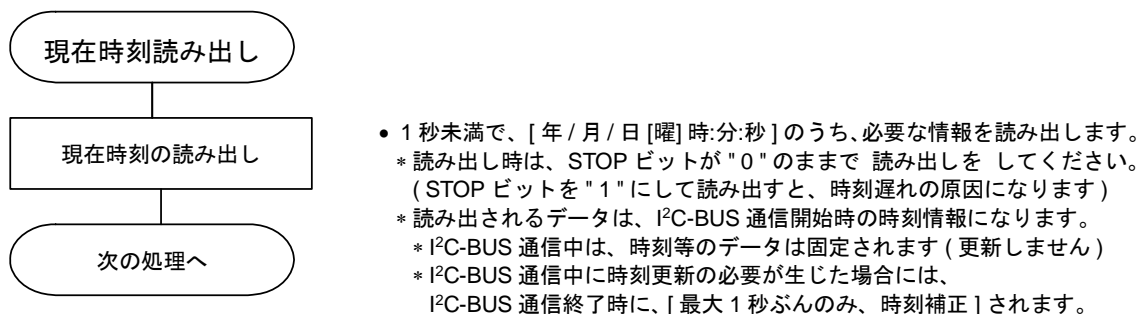 現在時刻読み出し
現在時刻の読み出し
次の処理へ
• 1 秒未満で、[ 年 / 月 / 日 [曜] 時:分:秒 ] のうち、必要な情報を読み出します。
* 読み出し時は、STOP ビットが " 0 " のままで 読み出しを してください。
( STOP ビットを " 1 " にして読み出すと、時刻遅れの原因になります )
* 読み出されるデータは、I²C-BUS 通信開始時の時刻情報になります。
* I²C-BUS 通信中は、時刻等のデータは固定されます ( 更新しません )
* I²C-BUS 通信中に時刻更新の必要が生じた場合には、
I²C-BUS 通信終了時に、[ 最大 1 秒ぶんのみ、時刻補正 ] されます。